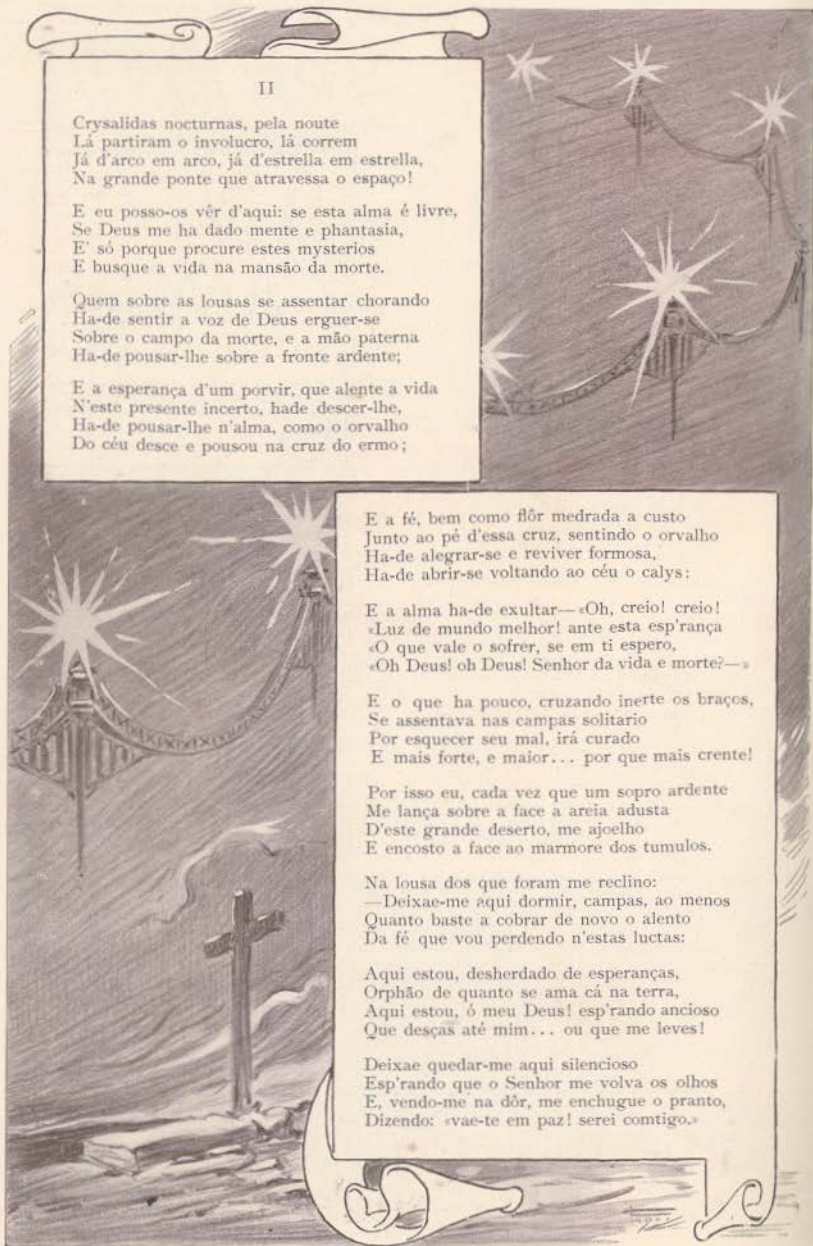 II
Crysalidas nocturnas, pela noute
Lá partiram o involucro, lá correm
Já d'arco em arco, já d'estrella em estrella,
Na grande ponte que atravessa o espaço!
E eu posso-os vêr d'aqui: se esta alma é livre,
Se Deus me ha dado mente e phantasia,
E' só porque procure estes mysterios
E busque a vida na mansão da morte.
Quem sobre as lousas se assentar chorando
Ha-de sentir a voz de Deus erguer-se
Sobre o campo da morte, e a mão paterna
Ha-de pousar-lhe sobre a fronte ardente;
E a esperança d'um porvir, que alente a vida
N'este presente incerto, hade descer-lhe,
Ha-de pousar-lhe n'alma, como o orvalho
Do céu desce e pousou na cruz do ermo;
E a fé, bem como flôr medrada a custo
Junto ao pé d'essa cruz, sentindo o orvalho
Ha-de alegrar-se e reviver formosa,
Ha-de abrir-se voltando ao céu o calys:
E a alma ha-de exultar—«Oh, creio! creio!
«Luz de mundo melhor! ante esta esp'rança
«O que vale o sofrer, se em ti espero,
«Oh Deus! oh Deus! Senhor da vida e morte?—»
E o que ha pouco, cruzando inerte os braços,
Se assentava nas campas solitario
Por esquecer seu mal, irá curado
E mais forte, e maior... por que mais crente!
Por isso eu, cada vez que um sopro ardente
Me lança sobre a face a areia adusta
D'este grande deserto, me ajoelho
E encosto a face ao marmore dos tumulos.
Na lousa dos que foram me reclino:
—Deixae-me aqui dormir, campas, ao menos
Quanto baste a cobrar de novo o alento
Da fé que vou perdendo n'estas luctas:
Aqui estou, desherdado de esperanças,
Orphão de quanto se ama cá na terra,
Aqui estou, ó meu Deus! esp'rando ancioso
Que desças até mim... ou que me leves!
Deixae quedar-me aqui silencioso
Esp'rando que o Senhor me volva os olhos
E, vendo-me na dôr, me enchugue o pranto,
Dizendo: «vae-te em paz! serei comtigo.»